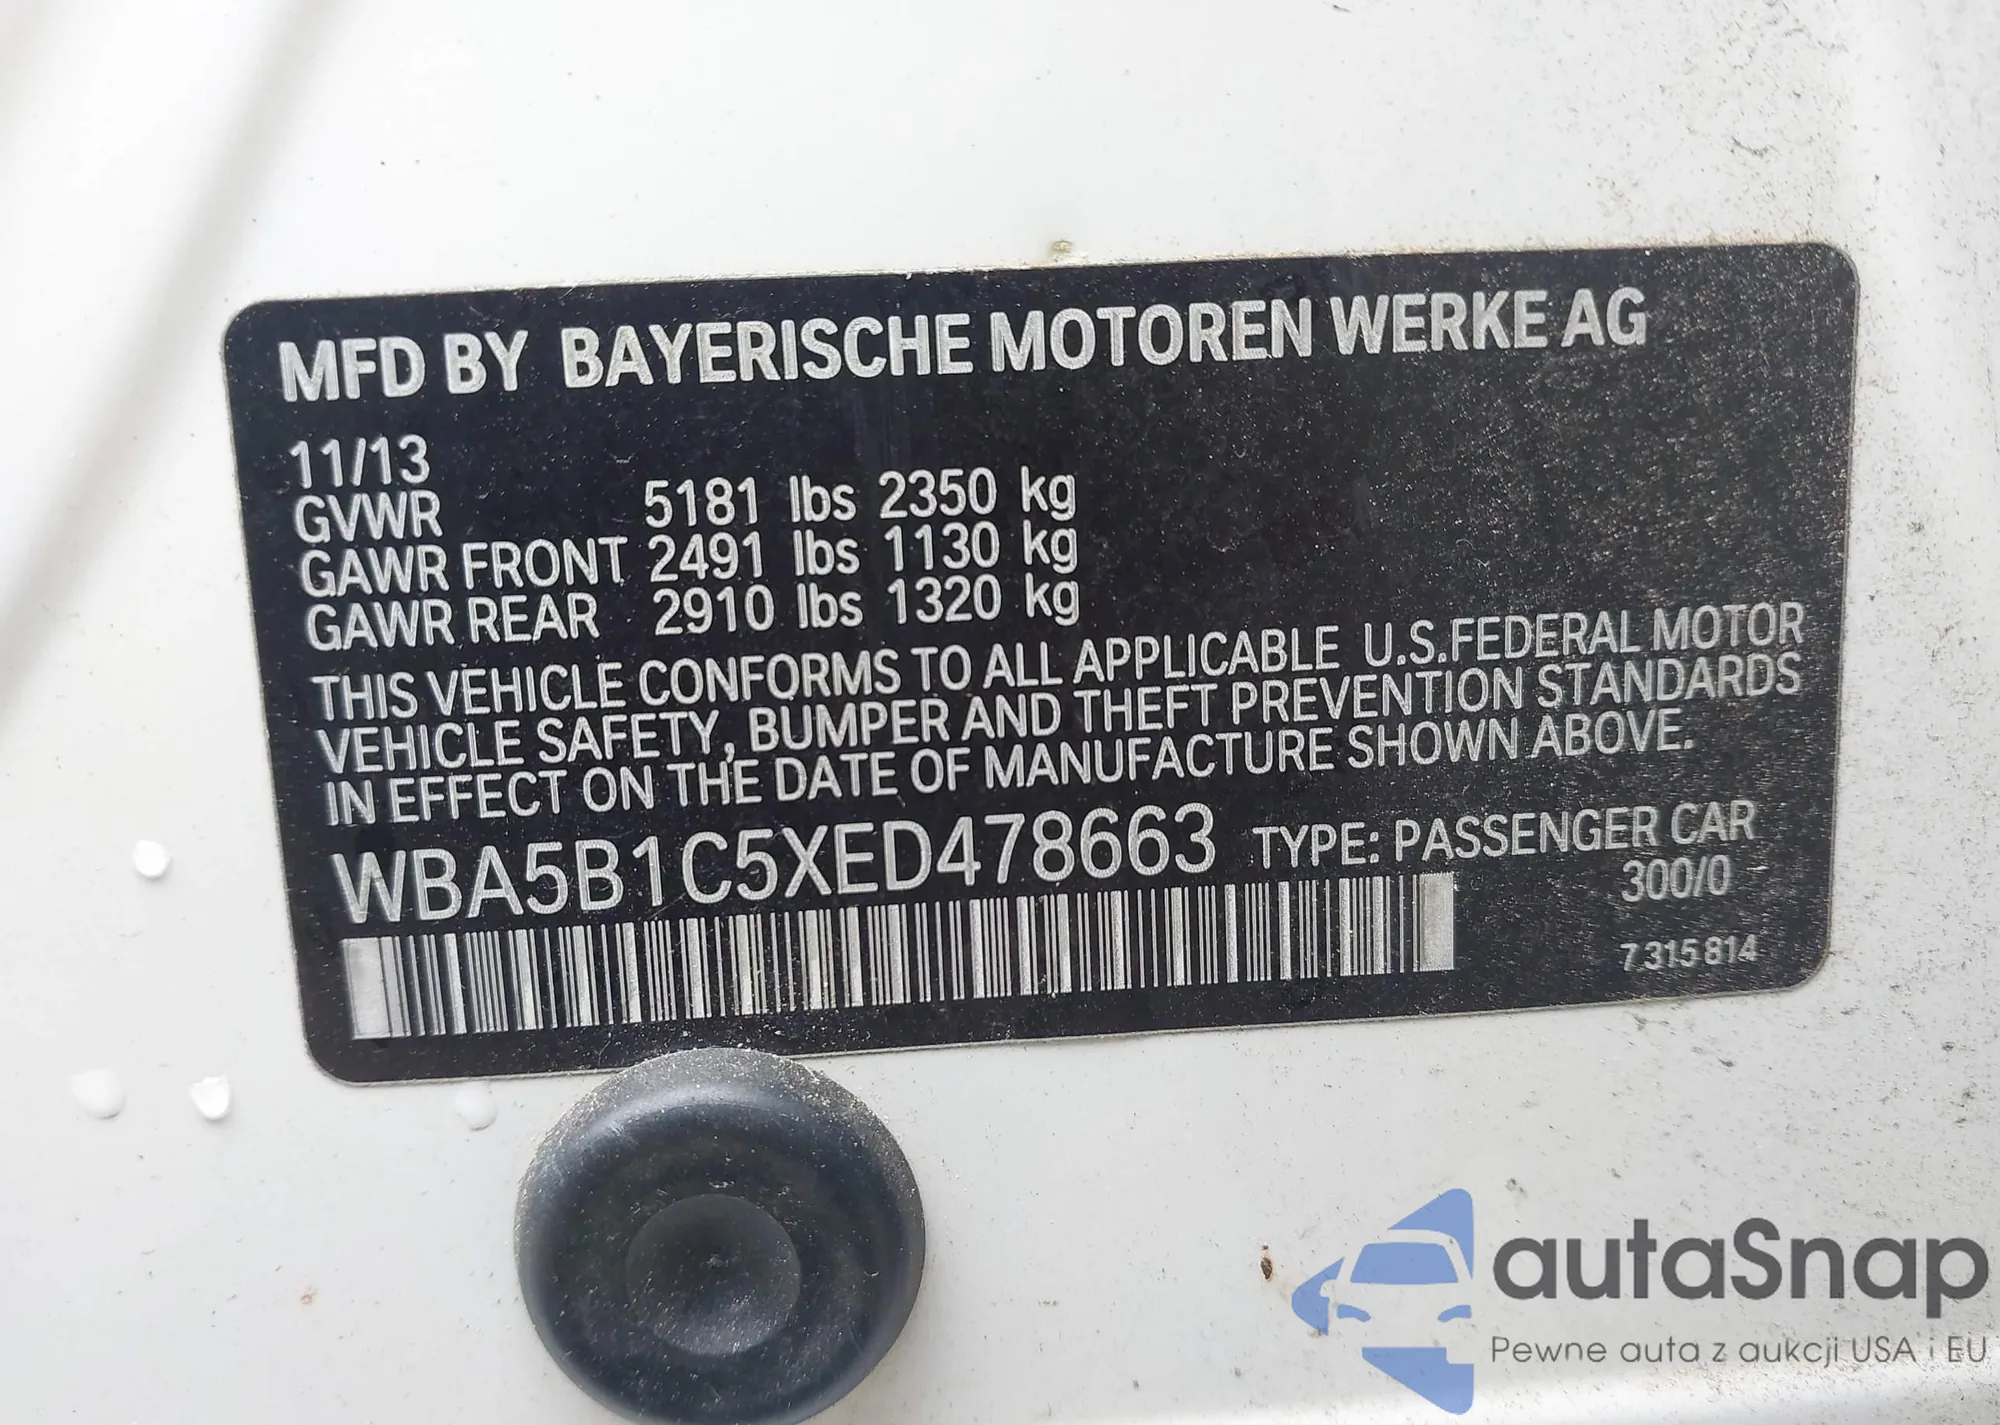 MFD BY BAYERISCHE MOTOREN WERKE AG
11/13
GVWR 5181 lbs 2350 kg
GAWR FRONT 2491 lbs 1130 kg
GAWR REAR 2910 lbs 1320 kg
THIS VEHICLE CONFORMS TO ALL APPLICABLE U.S.FEDERAL MOTOR
VEHICLE SAFETY, BUMPER AND THEFT PREVENTION STANDARDS
IN EFFECT ON THE DATE OF MANUFACTURE SHOWN ABOVE.
WBA5B1C5XED478663 TYPE: PASSENGER CAR
300/0
7 315 814
autaSnap
Pewne auta z aukcji USA i EU